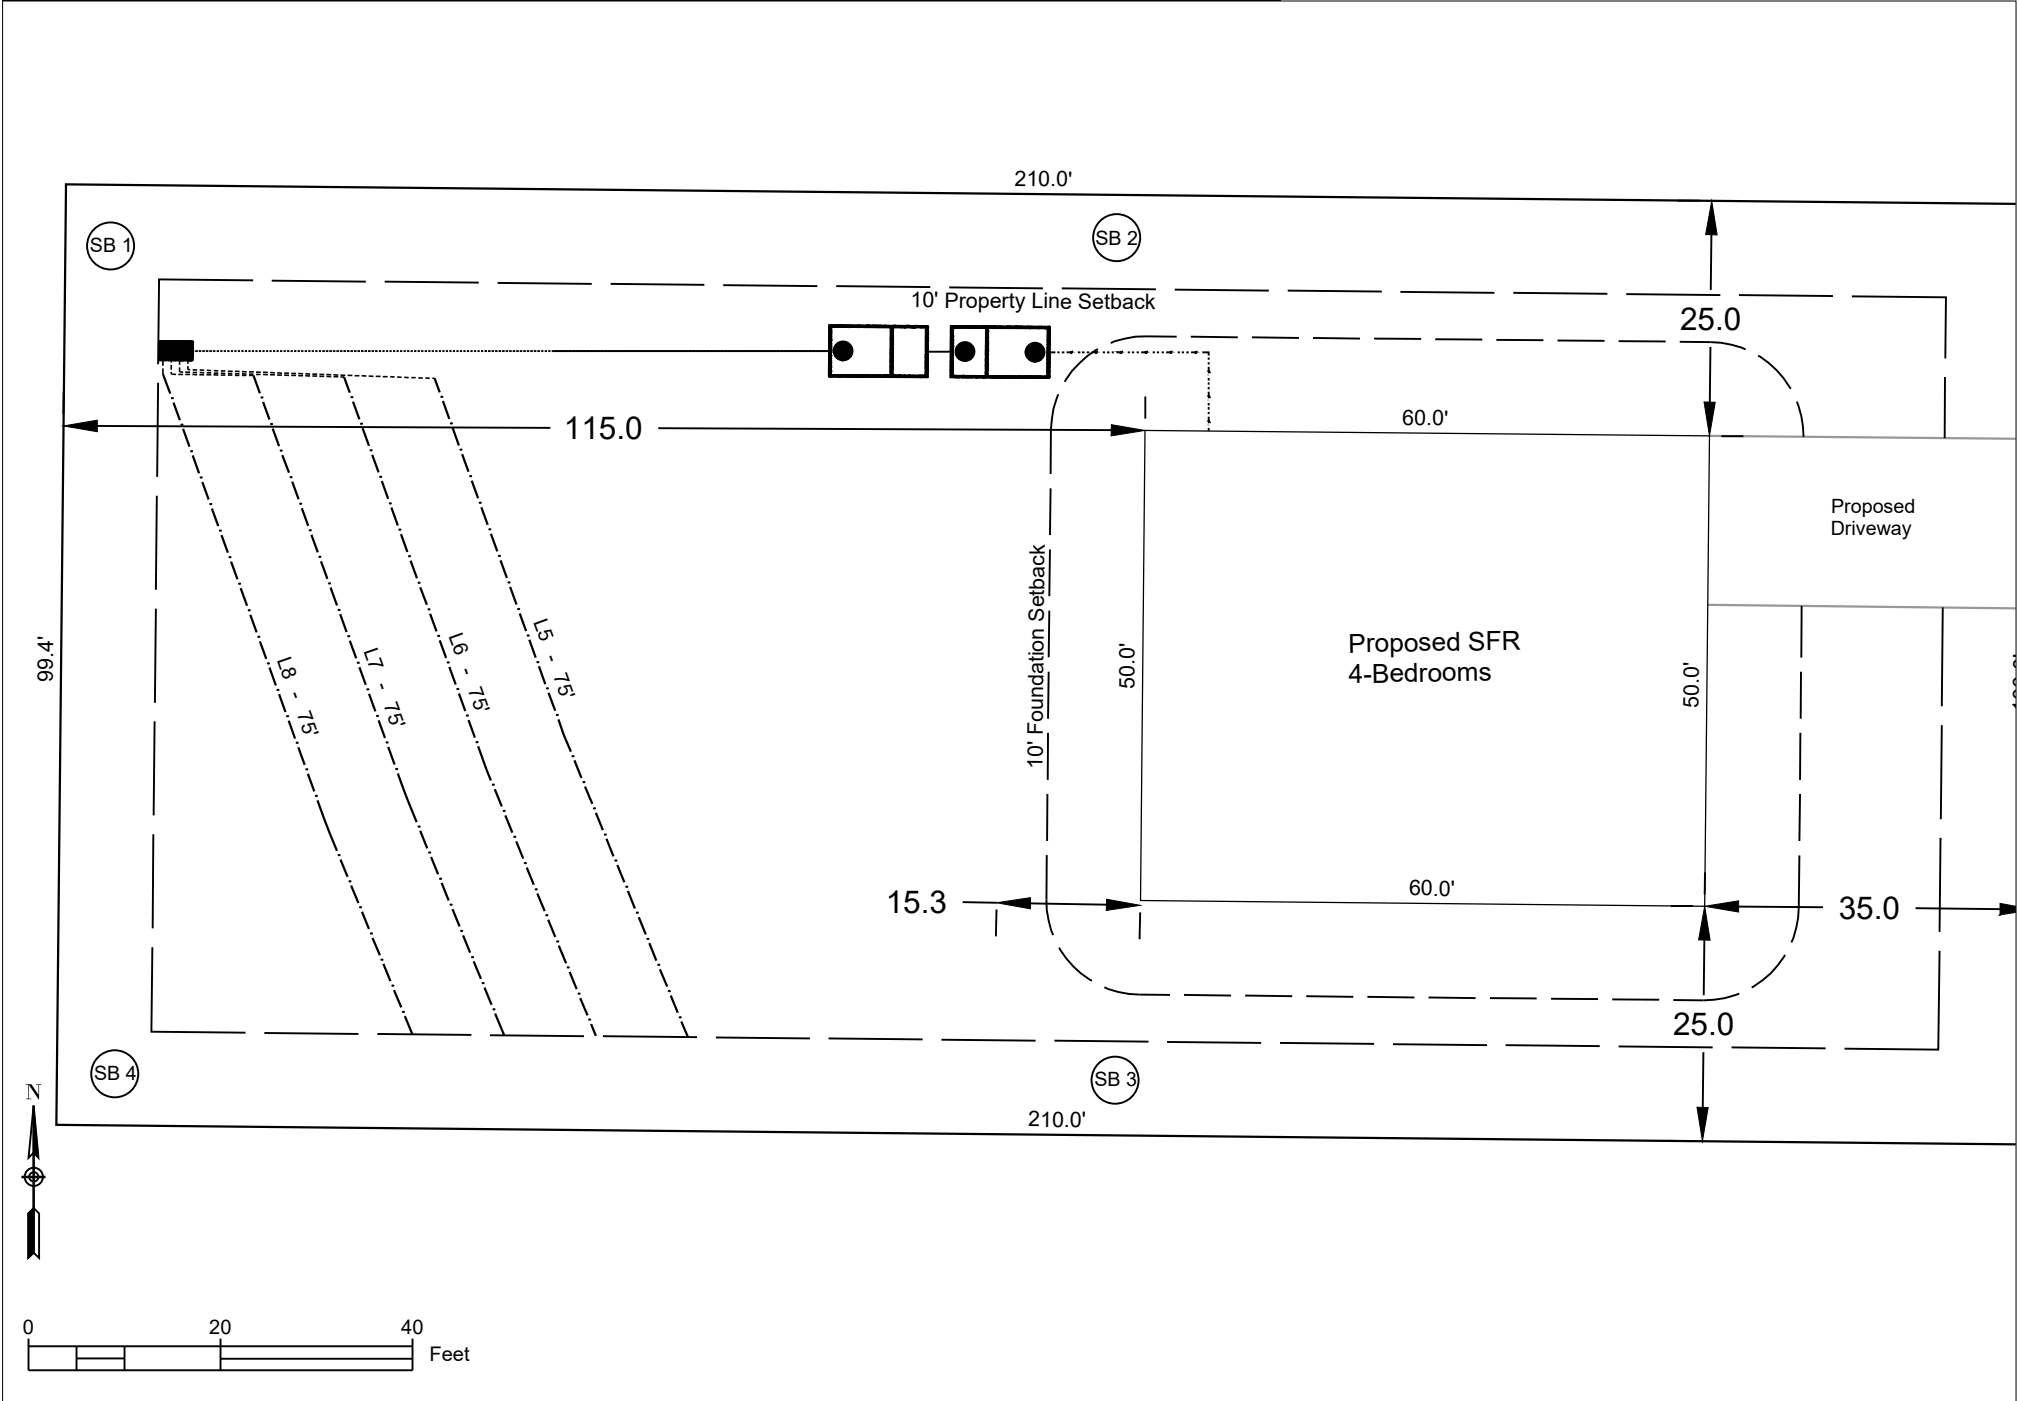 210.0'
SB 1
SB 2
10' Property Line Setback
25.0
115.0
60.0'
Proposed
Driveway
10' Foundation Setback
99.4'
L8 - 75'
L7 - 75'
L6 - 75'
L5 - 75'
50.0'
Proposed SFR
4-Bedrooms
50.0'
15.3
60.0'
35.0
25.0
SB 4
SB 3
210.0'
N
0 20 40
Feet